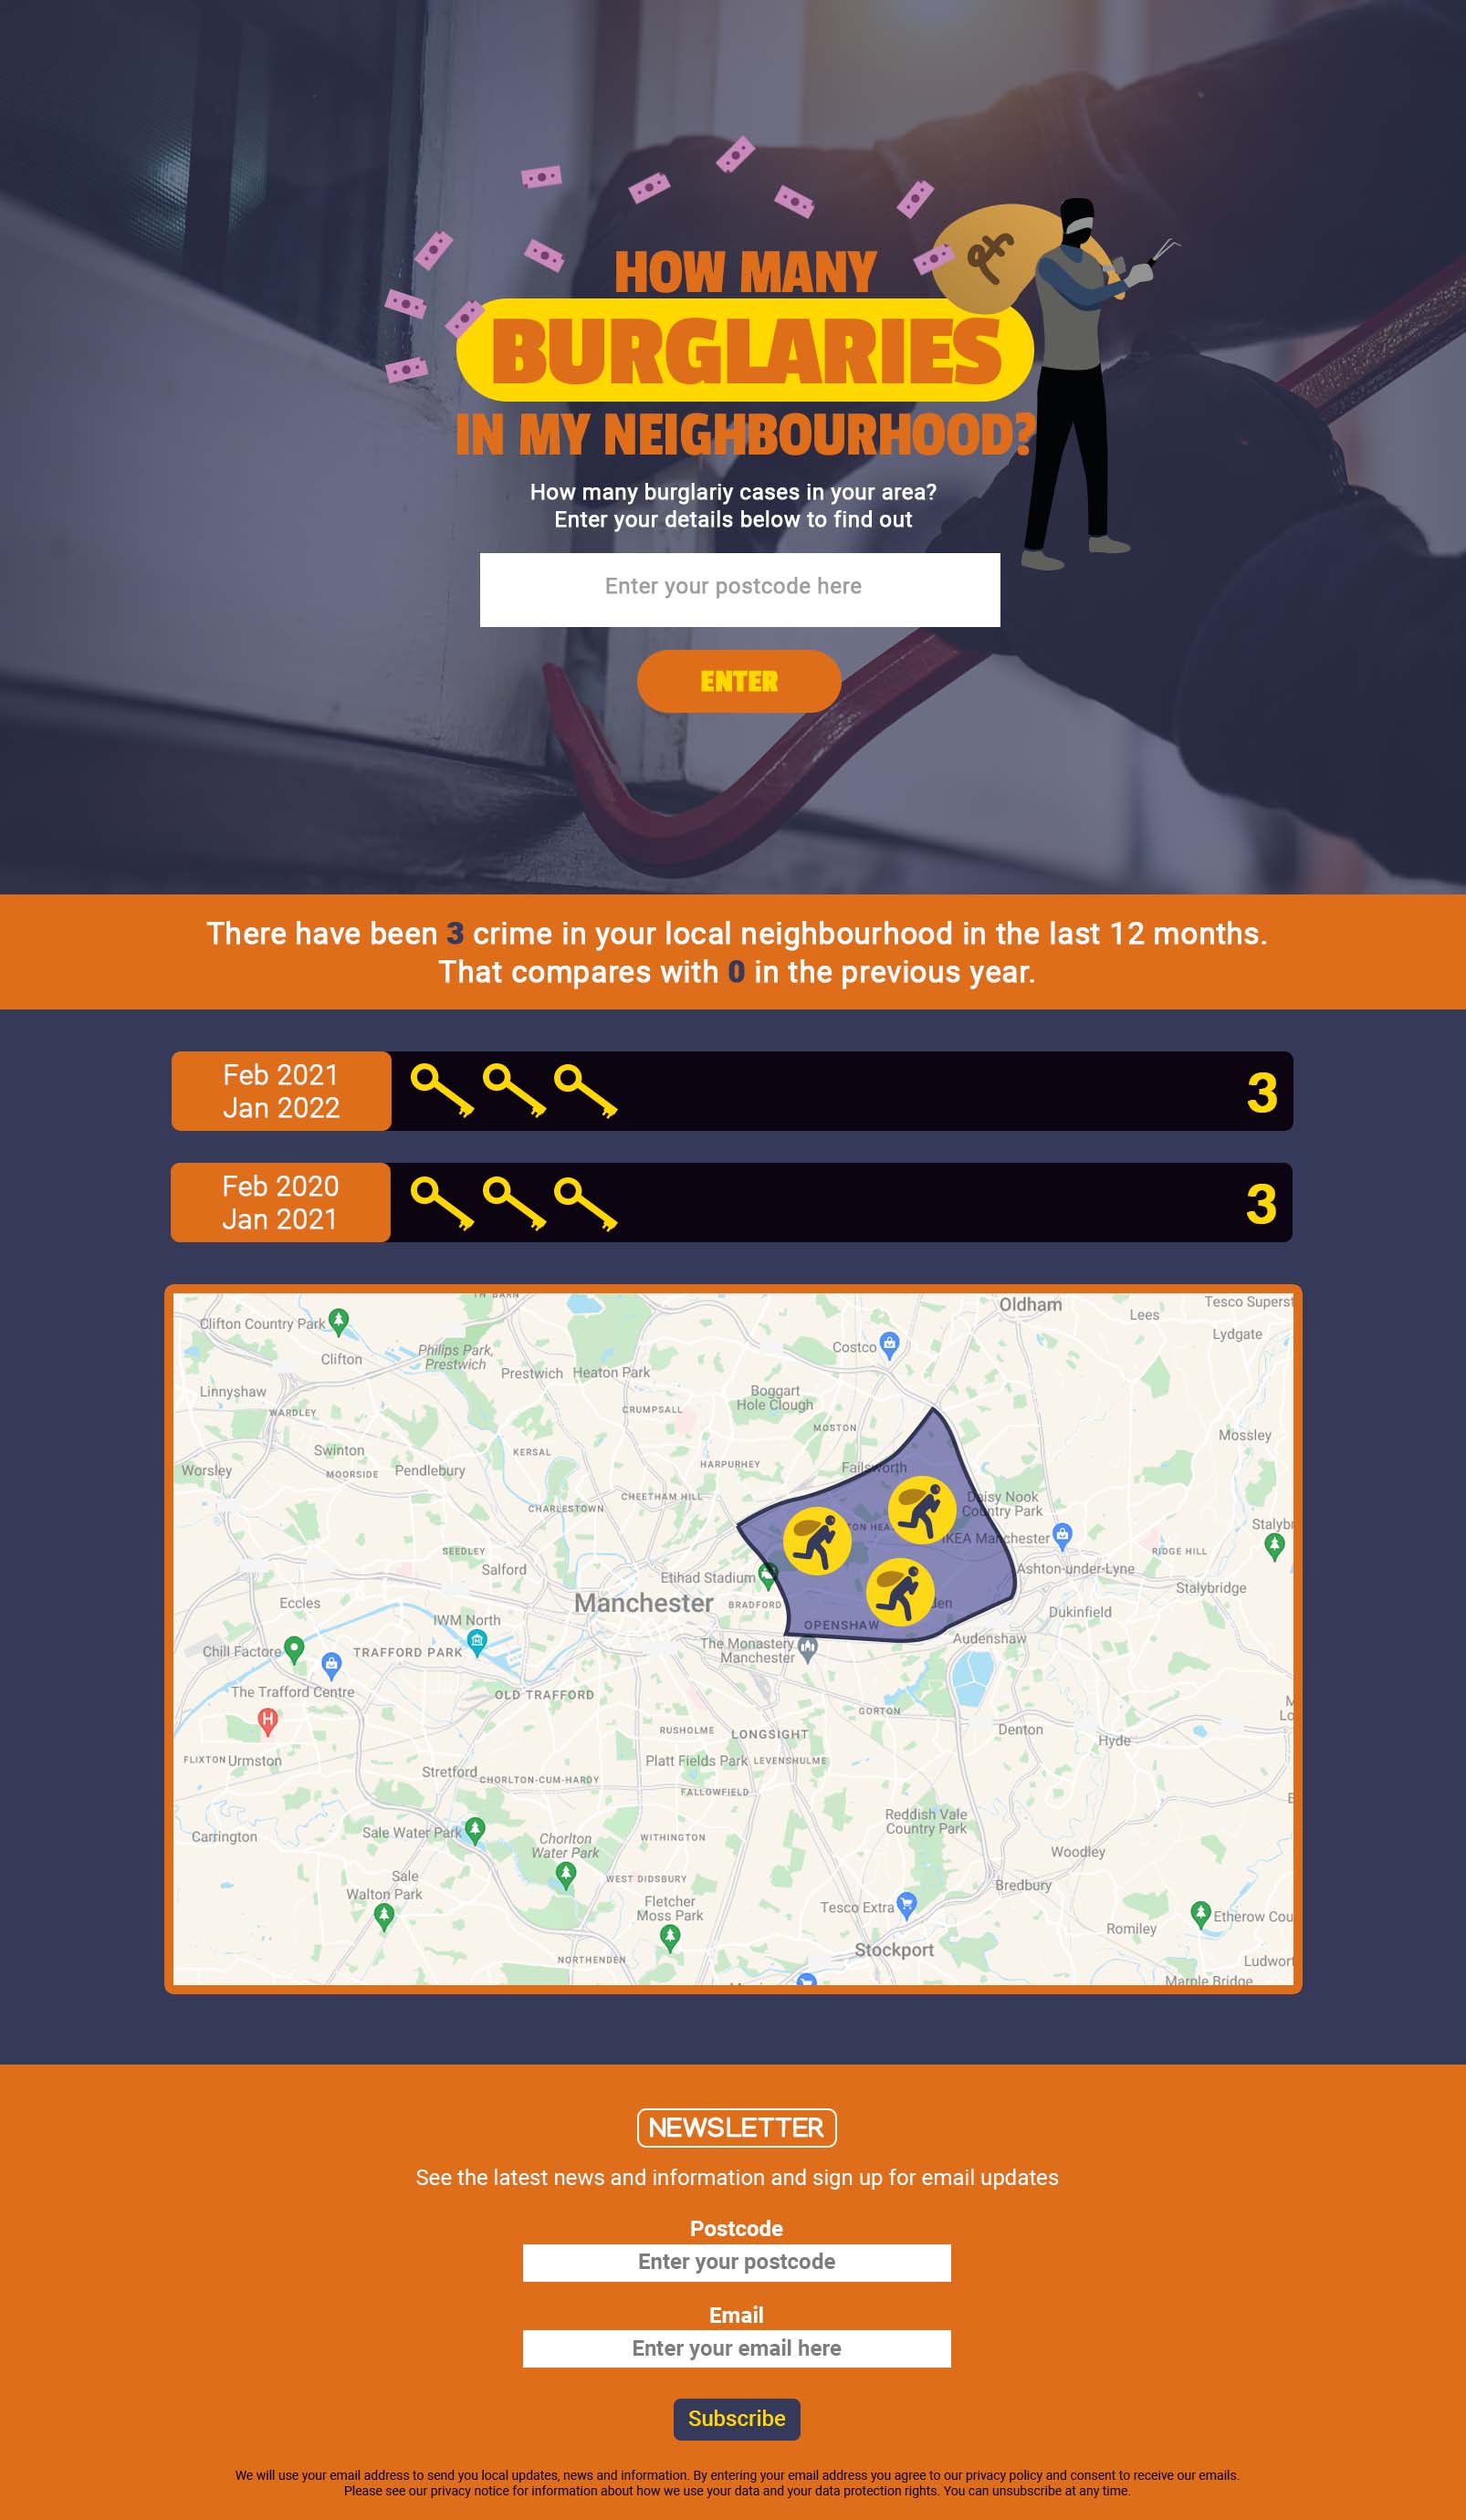 HOW MANY
BURGLARIES
IN MY NEIGHBOURHOOD?
How many burglariy cases in your area?
Enter your details below to find out
Enter your postcode here
ENTER
There have been 3 crime in your local neighbourhood in the last 12 months.
That compares with 0 in the previous year.
Feb 2021
Jan 2022
3
Feb 2020
Jan 2021
3
Oldham
Tesco Superst
Lees
Clifton Country Park
Lydgate
Costco
Philips Park,
Prestwich
Clifton
Prestwich
Heaton Park
Linnyshaw
Boggart
Hole Clough
WARDLEY
CRUMPSALL
MOSTON
Mossley
Swinton
KERSAL
Worsley
MOORSIDE
Pendlebury
HARPURHEY
Failsworth
CHEETHAM HILL
Daisy Nook
Country Park
CHARLESTOWN
Stalybr
TON HEA
IKEA Manchester
SEEDLEY
RIDGE HILL
Salford
Etihad Stadium
Ashton-under-Lyne
Stalybridge
Eccles
Manchester
BRADFORD
den
Dukinfield
IWM North
OPENSHAW
Audenshaw
Chill Factore
TRAFFORD PARK
The Monastery
Manchester
The Trafford Centre
OLD TRAFFORD
M
Lo
GORTON
H
RUSHOLME
LONGSIGHT
Denton
Hyde
FLIXTON
Urmston
Platt Fields Park
LEVENSHULME
Stretford
CHORLTON-CUM-HARDY
FALLOWFIELD
Reddish Vale
Country Park
Carrington
Sale Water Park
Chorlton
Water Park
WITHINGTON
Woodley
Sale
WEST DIDSBURY
Bredbury
Walton Park
Fletcher
Moss Park
Tesco Extra
Etherow Cou
Romiley
Stockport
NORTHENDEN
Ludwort
Marple Bridge
NEWSLETTER
See the latest news and information and sign up for email updates
Postcode
Enter your postcode
Email
Enter your email here
Subscribe
We will use your email address to send you local updates, news and information. By entering your email address you agree to our privacy policy and consent to receive our emails.
Please see our privacy notice for information about how we use your data and your data protection rights. You can unsubscribe at any time.